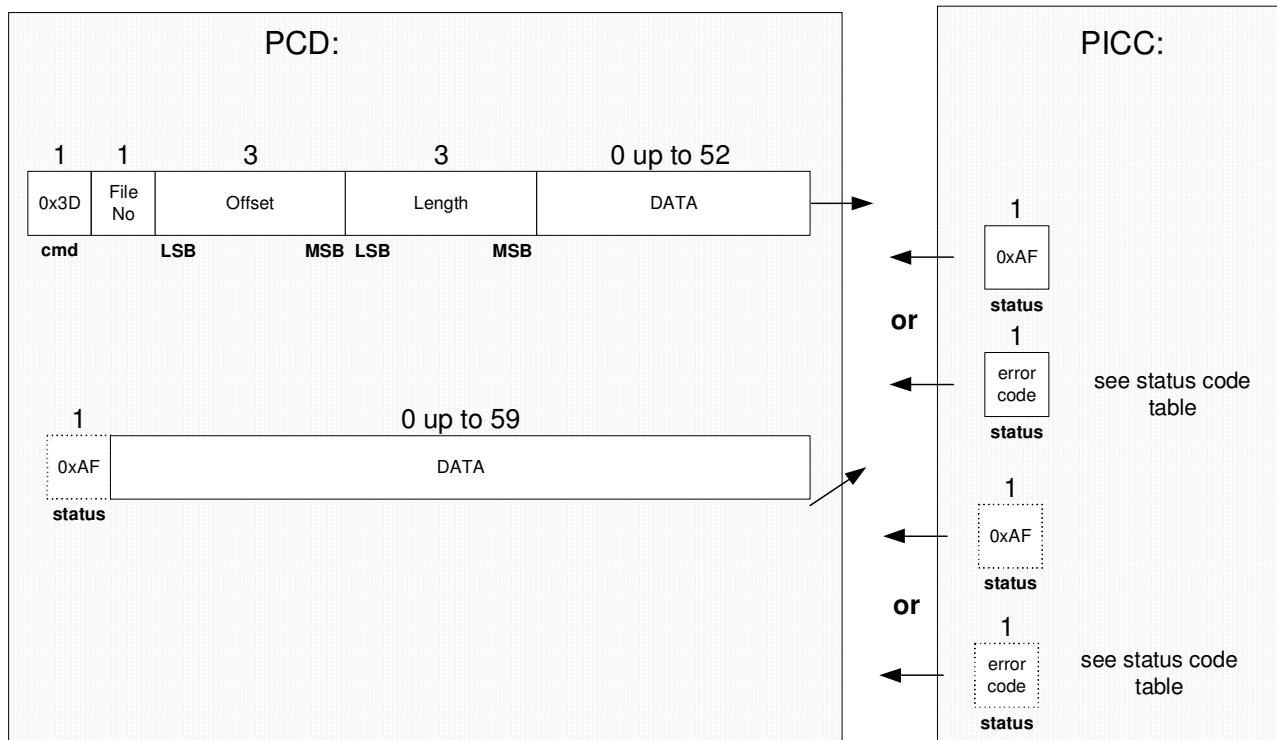 PCD:
PICC:
1 1 3 3 0 up to 52
0x3D File No Offset Length DATA
cmd LSB MSB LSB MSB
1
0xAF
status
or
1
error
code
status
see status code
table
1 0 up to 59
0xAF DATA
status
1
0xAF
status
or
1
error
code
status
see status code
table